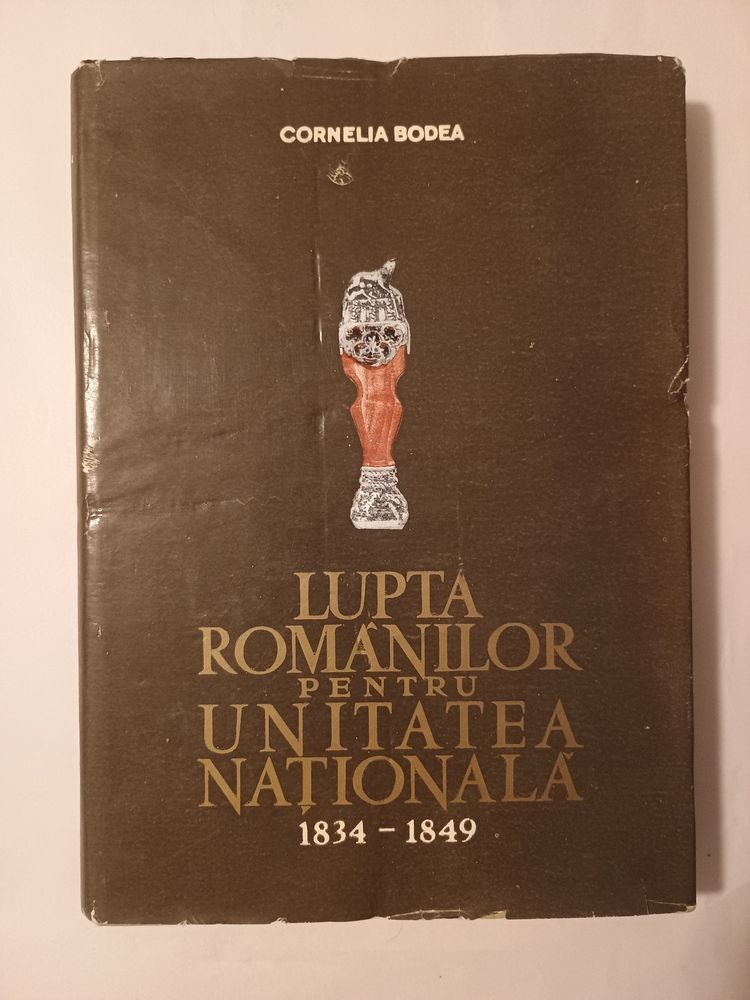 CORNELIA BODEA
LUPTA
ROMÂNILOR
PENTRU
UNITATEA
NAȚIONALĂ
1834 - 1849